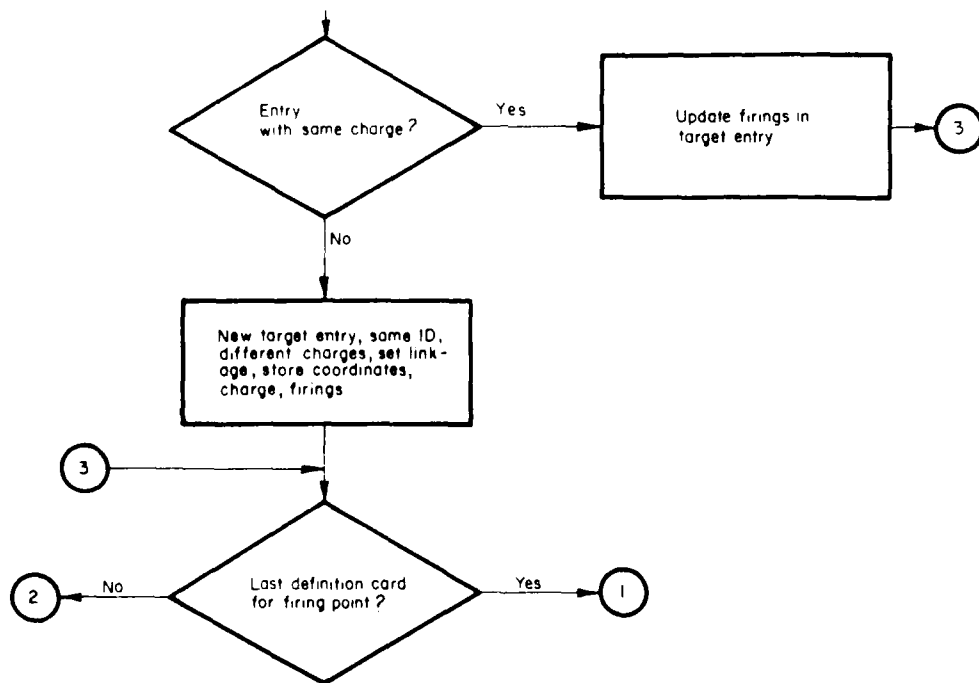 Entry
with same charge?
Yes
Update firings in
target entry
3
No
New target entry, same ID,
different charges, set link-
age, store coordinates,
charge, firings
3
Last definition card
for firing point?
No
2
Yes
1